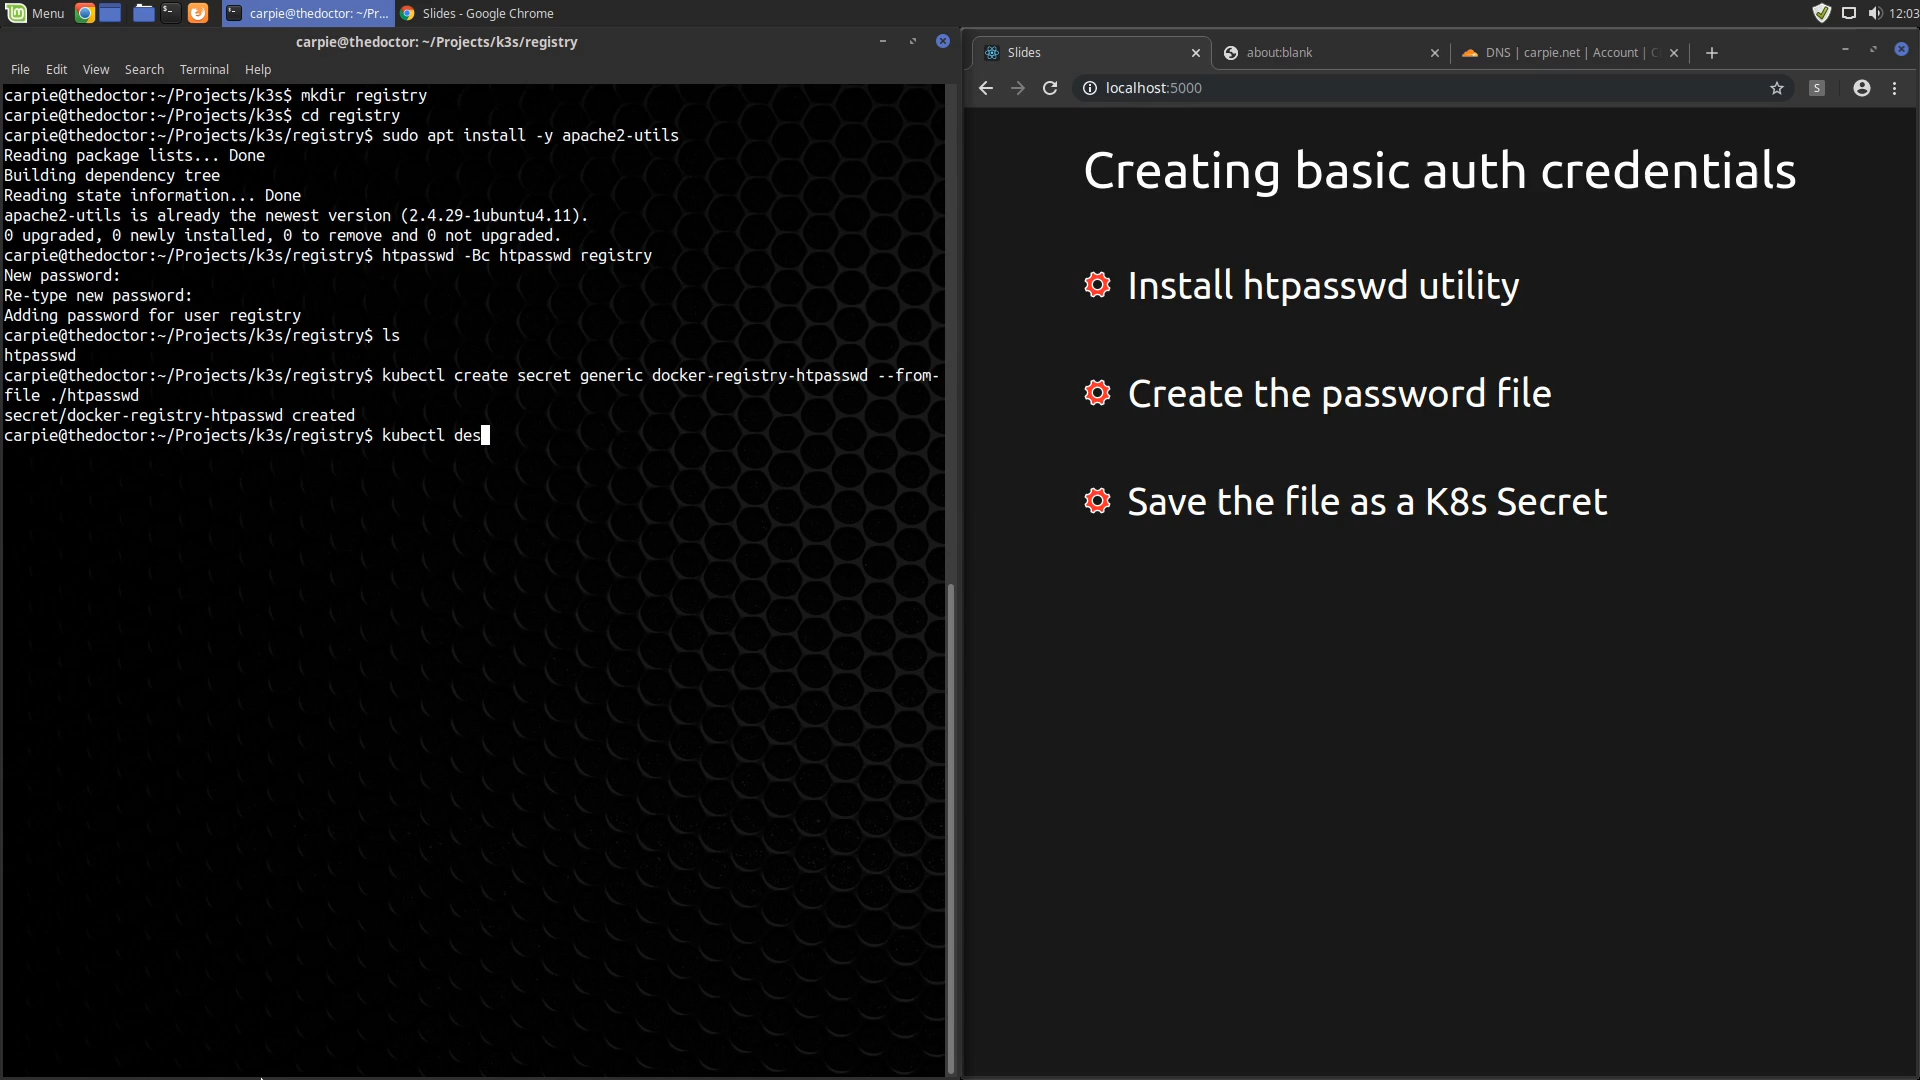 Menu
carpie@thedoctor: ~/Pr...
Slides - Google Chrome
12:03
carpie@thedoctor: ~/Projects/k3s/registry
File Edit View Search Terminal Help
carpie@thedoctor:~/Projects/k3s$ mkdir registry
carpie@thedoctor:~/Projects/k3s$ cd registry
carpie@thedoctor:~/Projects/k3s/registry$ sudo apt install -y apache2-utils
Reading package lists... Done
Building dependency tree
Reading state information... Done
apache2-utils is already the newest version (2.4.29-1ubuntu4.11).
0 upgraded, 0 newly installed, 0 to remove and 0 not upgraded.
carpie@thedoctor:~/Projects/k3s/registry$ htpasswd -Bc htpasswd registry
New password:
Re-type new password:
Adding password for user registry
carpie@thedoctor:~/Projects/k3s/registry$ ls
htpasswd
carpie@thedoctor:~/Projects/k3s/registry$ kubectl create secret generic docker-registry-htpasswd --from-
file ./htpasswd
secret/docker-registry-htpasswd created
carpie@thedoctor:~/Projects/k3s/registry$ kubectl des
Slides
about:blank
DNS | carpie.net | Account |
localhost:5000
S
Creating basic auth credentials
Install htpasswd utility
Create the password file
Save the file as a K8s Secret